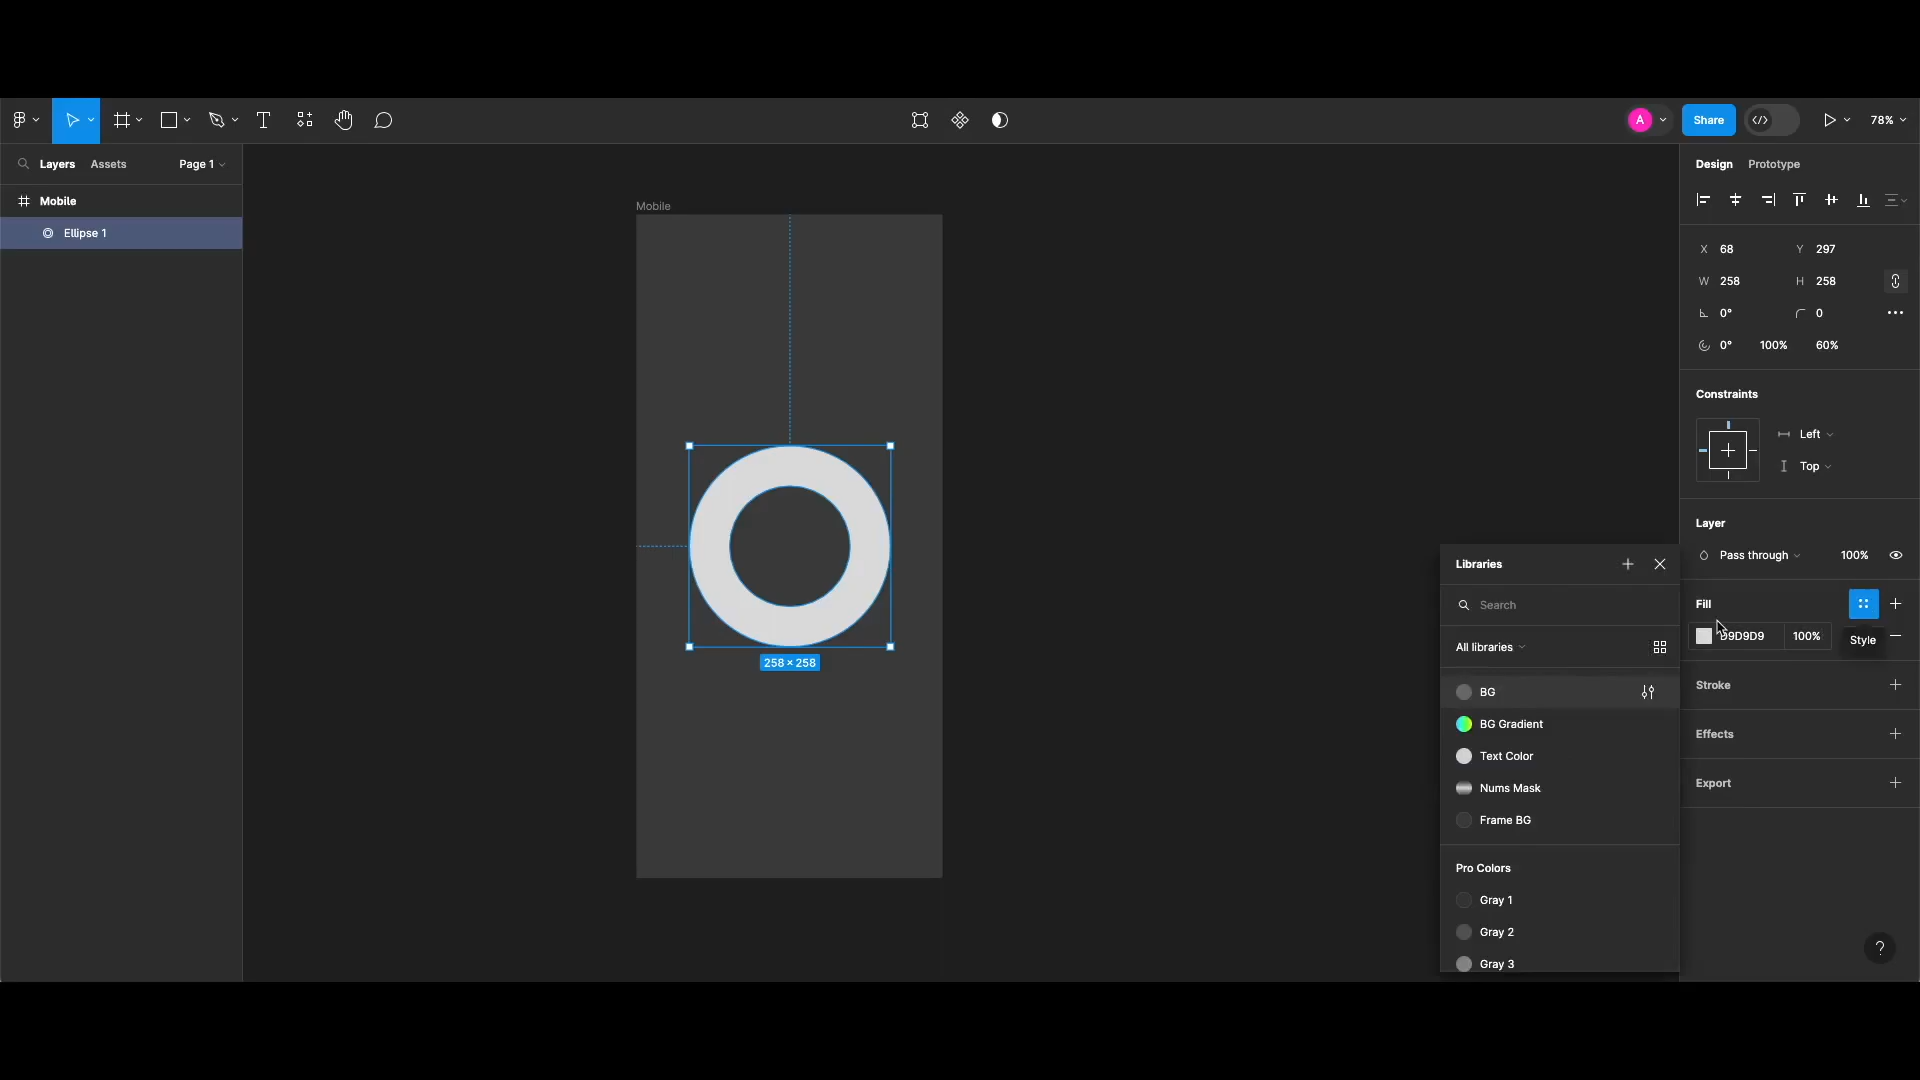 A
Share
78%
Layers
Assets
Page 1
Design
Prototype
Mobile
Ellipse 1
Mobile
258 × 258
X 68
Y 297
W 258
H 258
0°
0
0°
100%
60%
Constraints
Left
Top
Layer
Pass through
100%
Fill
9D9D9
100%
Style
Stroke
Effects
Export
Libraries
Search
All libraries
BG
BG Gradient
Text Color
Nums Mask
Frame BG
Pro Colors
Gray 1
Gray 2
Gray 3
?